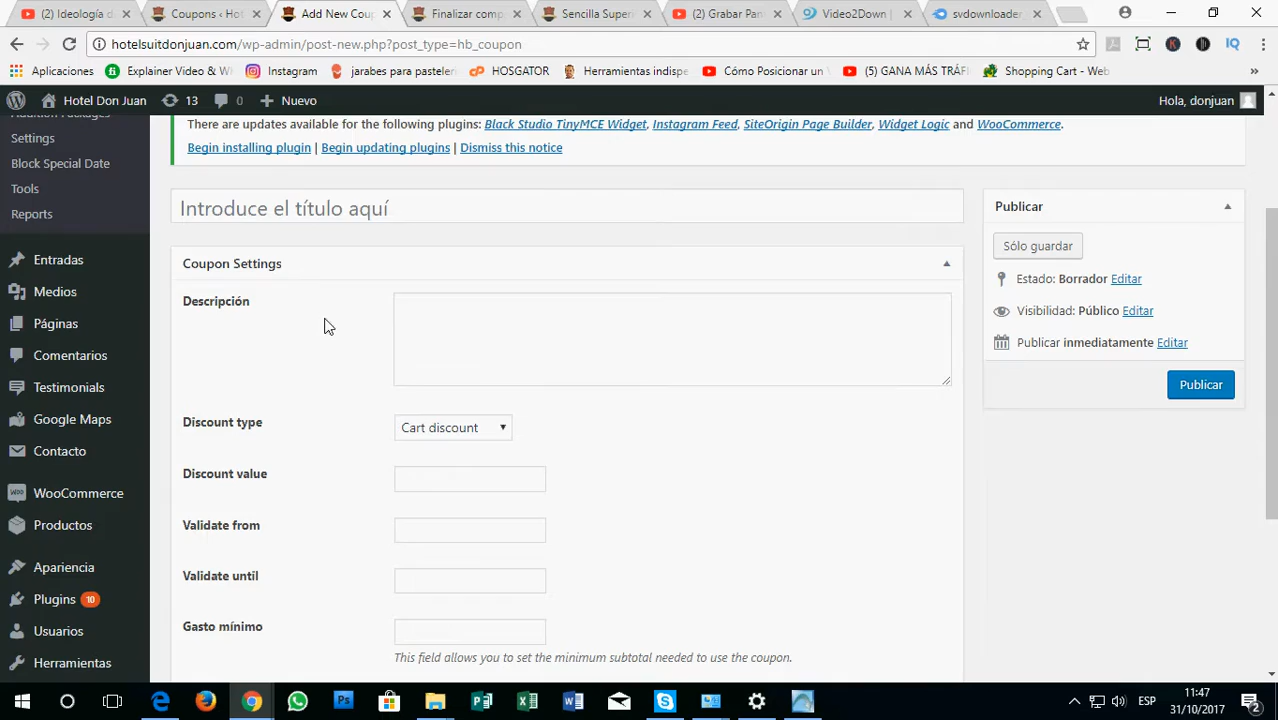 (2) Ideología d
Coupons ‹ Hot
Add New Coup
Finalizar comp
Sencilla Superi
(2) Grabar Pan
Video2Down |
svdownloader
hotelsuitdonjuan.com/wp-admin/post-new.php?post_type=hb_coupon
Aplicaciones
Explainer Video & W
Instagram
jarabes para pasteler
HOSGATOR
Herramientas indispe
Cómo Posicionar un V
(5) GANA MÁS TRÁF
Shopping Cart - Web
Hotel Don Juan
13
0
Nuevo
Hola, donjuan
Settings
Block Special Date
Tools
Reports
Entradas
Medios
Páginas
Comentarios
Testimonials
Google Maps
Contacto
WooCommerce
Productos
Apariencia
Plugins 10
Usuarios
Herramientas
There are updates available for the following plugins: Black Studio TinyMCE Widget, Instagram Feed, SiteOrigin Page Builder, Widget Logic and WooCommerce.
Begin installing plugin | Begin updating plugins | Dismiss this notice
Introduce el título aquí
Coupon Settings
Descripción
Discount type
Cart discount
Discount value
Validate from
Validate until
Gasto mínimo
This field allows you to set the minimum subtotal needed to use the coupon.
Publicar
Sólo guardar
Estado: Borrador Editar
Visibilidad: Público Editar
Publicar inmediatamente Editar
Publicar
ESP
11:47
31/10/2017
2